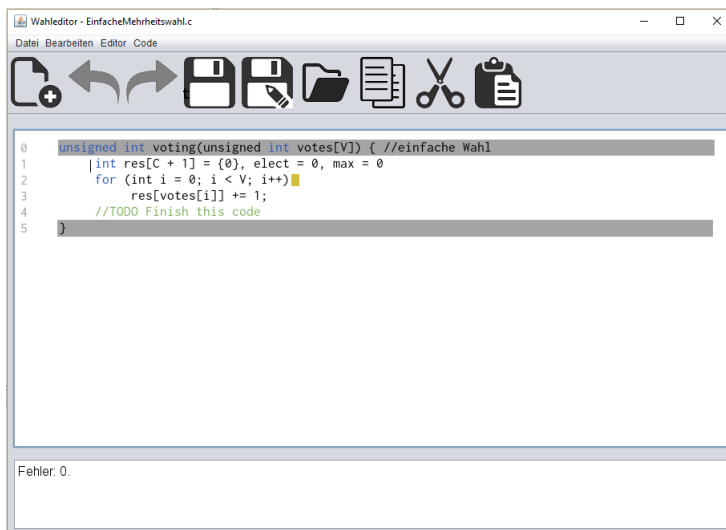 Wahleditor - EinfacheMehrheitswahl.c
Datei Bearbeiten Editor Code
0 unsigned int voting(unsigned int votes[V]) { //einfache Wahl
1 int res[C + 1] = {0}, elect = 0, max = 0
2 for (int i = 0; i < V; i++)
3 res[votes[i]] += 1;
4 //TODO Finish this code
5 }
Fehler: 0.